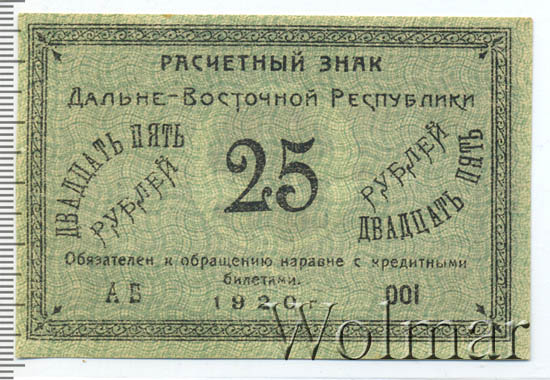 РАСЧЕТНЫЙ ЗНАК
ДАЛЬНЕ-ВОСТОЧНОЙ РЕСПУБЛИКИ
ДВАДЦАТЬ ПЯТЬ
РУБЛЕЙ
25
РУБЛЕЙ
ДВАДЦАТЬ ПЯТЬ
Обязателен к обращению наравне с кредитными
билетами.
АБ 1920 г. 001
Wolmar